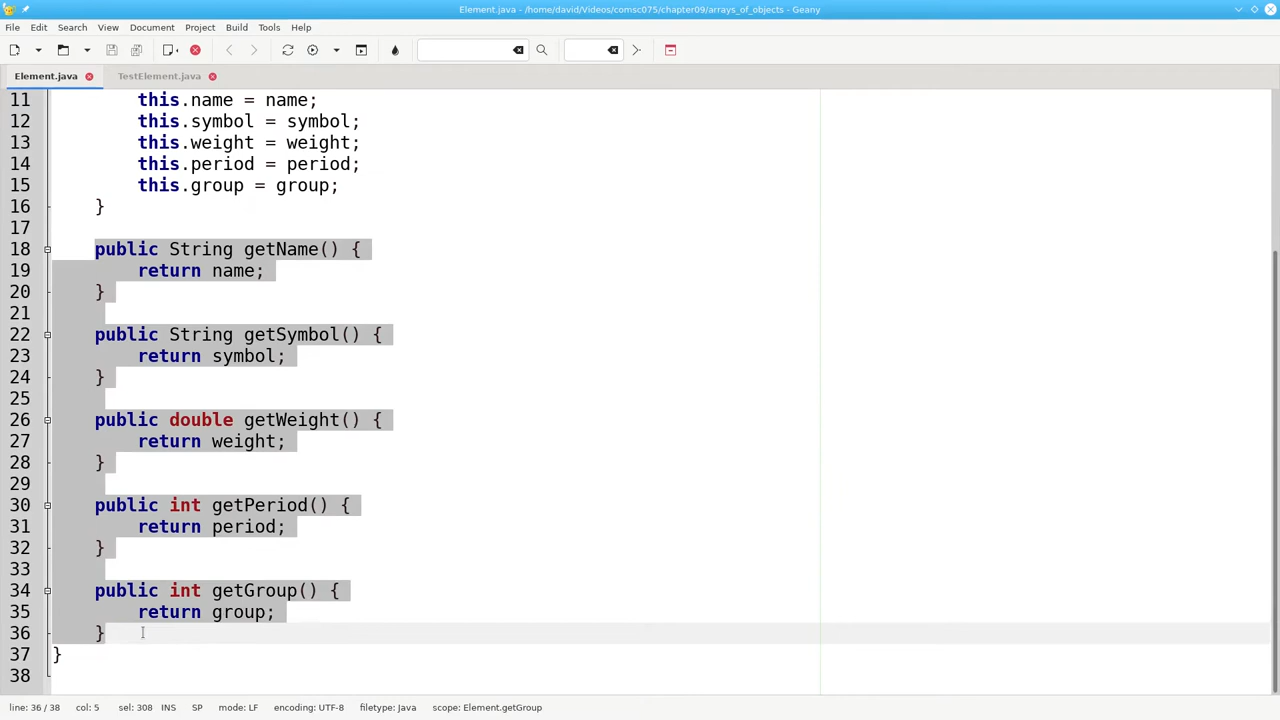 Element.java - /home/david/Videos/comsc075/chapter09/arrays_of_objects - Geany
File Edit Search View Document Project Build Tools Help
Element.java TestElement.java
11 this.name = name;
12 this.symbol = symbol;
13 this.weight = weight;
14 this.period = period;
15 this.group = group;
16 }
17
18 public String getName() {
19 return name;
20 }
21
22 public String getSymbol() {
23 return symbol;
24 }
25
26 public double getWeight() {
27 return weight;
28 }
29
30 public int getPeriod() {
31 return period;
32 }
33
34 public int getGroup() {
35 return group;
36 }
37 }
38
line: 36 / 38 col: 5 sel: 308 INS SP mode: LF encoding: UTF-8 filetype: Java scope: Element.getGroup